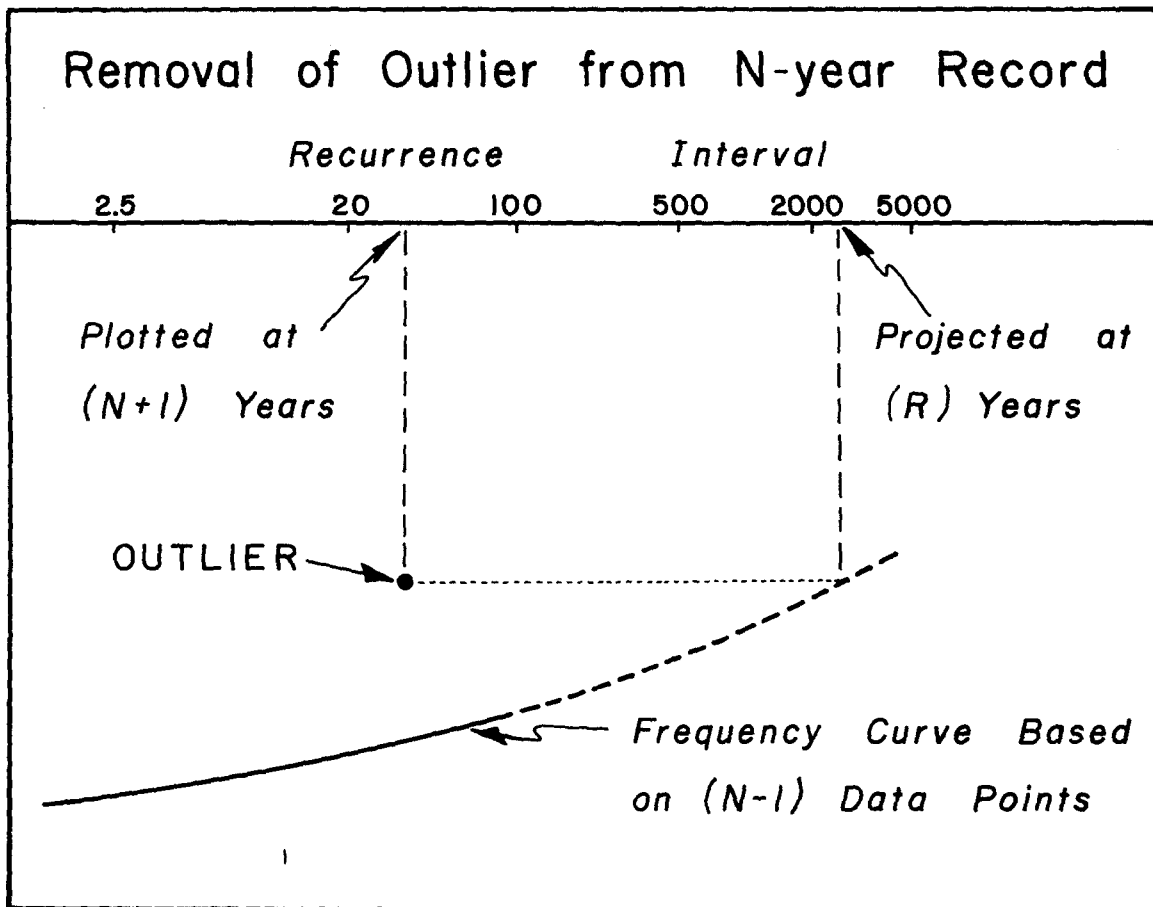 Removal of Outlier from N-year Record
Recurrence Interval
2.5 20 100 500 2000 5000
Plotted at
(N+1) Years
Projected at
(R) Years
OUTLIER
Frequency Curve Based
on (N-1) Data Points